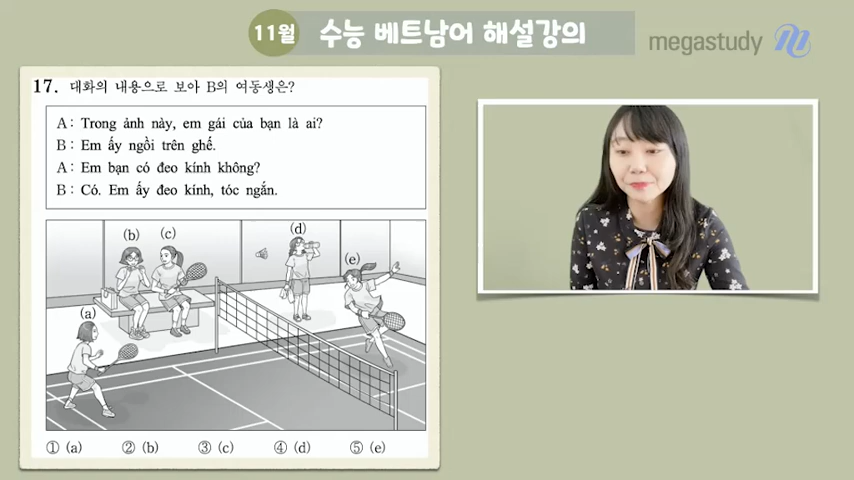 11월 수능 베트남어 해설강의
megastudy
17. 대화의 내용으로 보아 B의 여동생은?
A: Trong ảnh này, em gái của bạn là ai?
B: Em ấy ngồi trên ghế.
A: Em bạn có đeo kính không?
B: Có. Em ấy đeo kính, tóc ngắn.
(b) (c) (d)
(e)
(a)
① (a) ② (b) ③ (c) ④ (d) ⑤ (e)